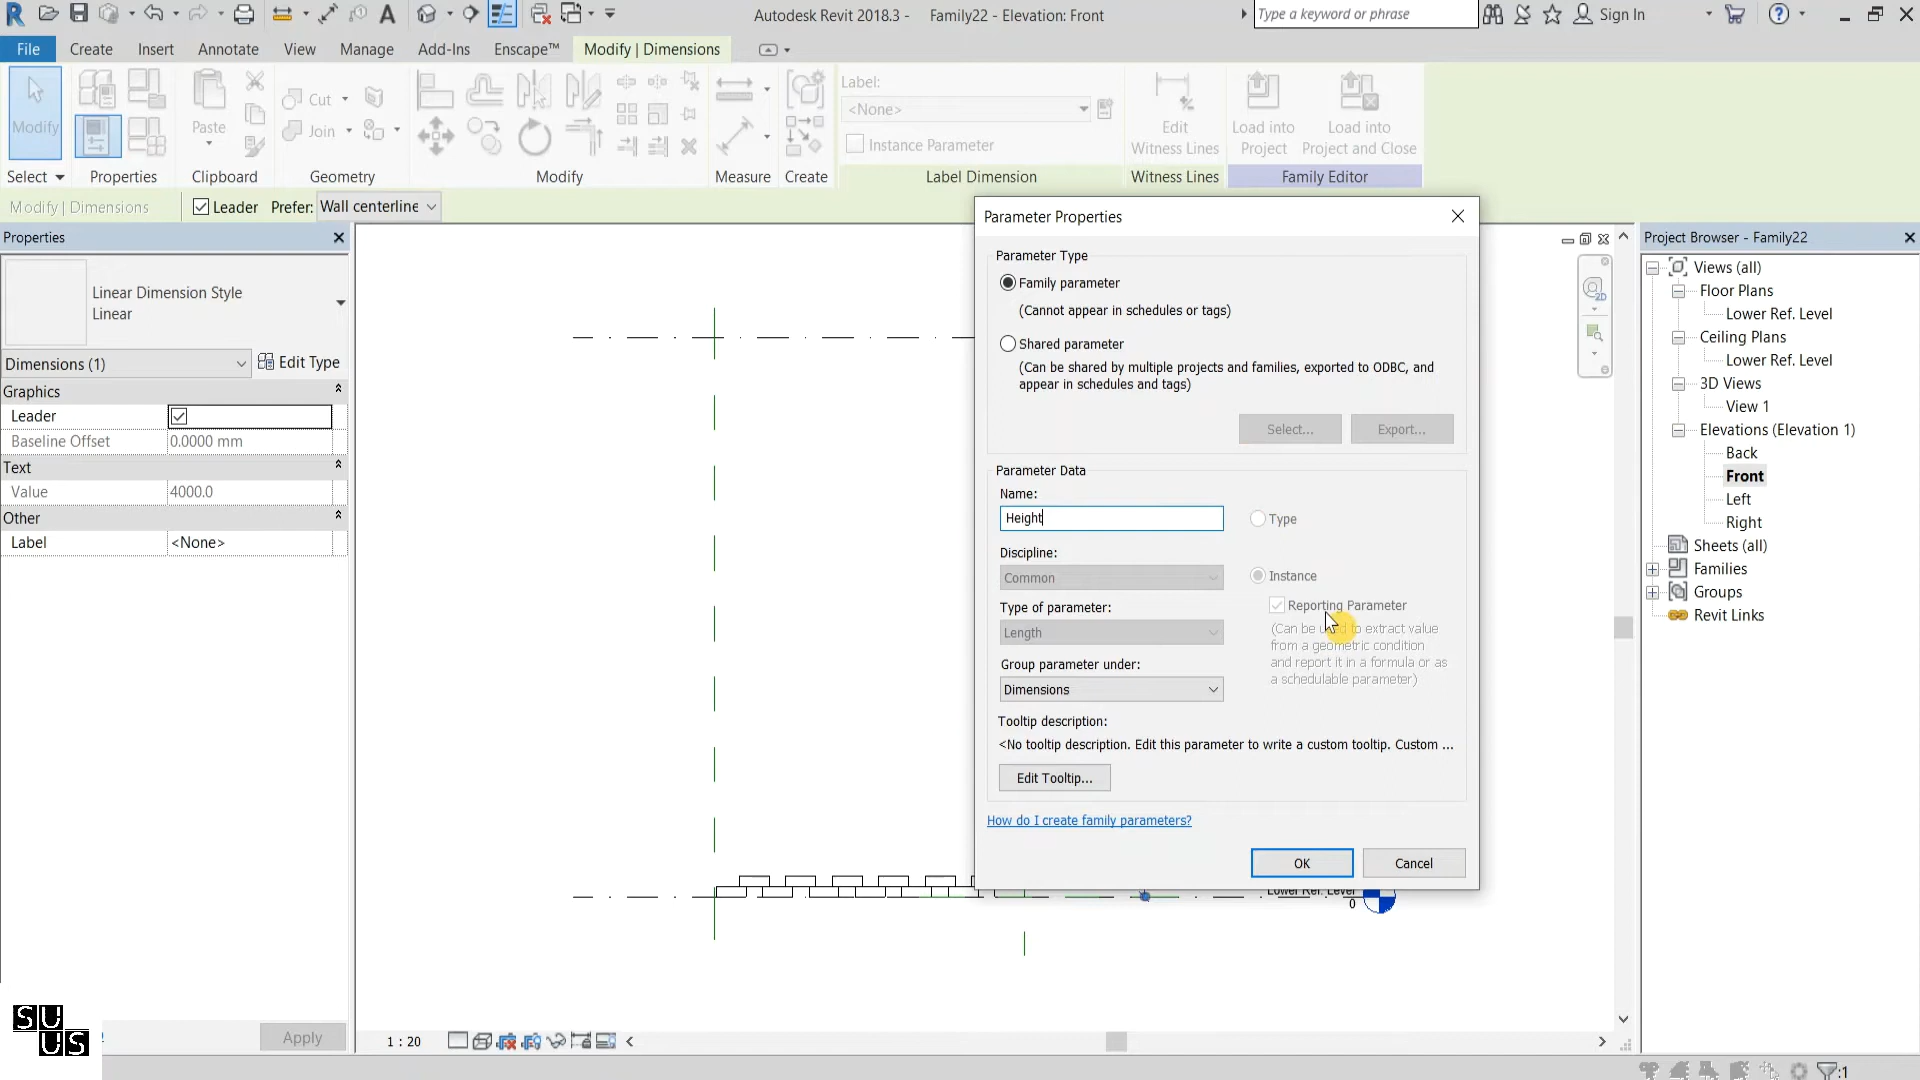 Autodesk Revit 2018.3 -    Family22 - Elevation: Front
Type a keyword or phrase
Sign In
File
Create
Insert
Annotate
View
Manage
Add-Ins
Enscape™
Modify | Dimensions
Modify
Paste
Cut
Join
Label:
<None>
Instance Parameter
Edit
Witness Lines
Load into
Project
Load into
Project and Close
Select
Properties
Clipboard
Geometry
Modify
Measure
Create
Label Dimension
Witness Lines
Family Editor
Modify | Dimensions
Leader
Prefer:
Wall centerline
Properties
Linear Dimension Style
Linear
Dimensions (1)
Edit Type
Graphics
Leader
Baseline Offset
0.0000 mm
Text
Value
4000.0
Other
Label
<None>
Apply
SU
US
Parameter Properties
Parameter Type
Family parameter
(Cannot appear in schedules or tags)
Shared parameter
(Can be shared by multiple projects and families, exported to ODBC, and
appear in schedules and tags)
Select...
Export...
Parameter Data
Name:
Height
Type
Discipline:
Common
Instance
Type of parameter:
Reporting Parameter
Length
(Can be used to extract value
from a geometric condition
and report it in a formula or as
a schedulable parameter)
Group parameter under:
Dimensions
Tooltip description:
<No tooltip description. Edit this parameter to write a custom tooltip. Custom ...
Edit Tooltip...
How do I create family parameters?
OK
Cancel
Lower Ref. Level
0
2D
Project Browser - Family22
Views (all)
Floor Plans
Lower Ref. Level
Ceiling Plans
Lower Ref. Level
3D Views
View 1
Elevations (Elevation 1)
Back
Front
Left
Right
Sheets (all)
Families
Groups
Revit Links
1 : 20
:1